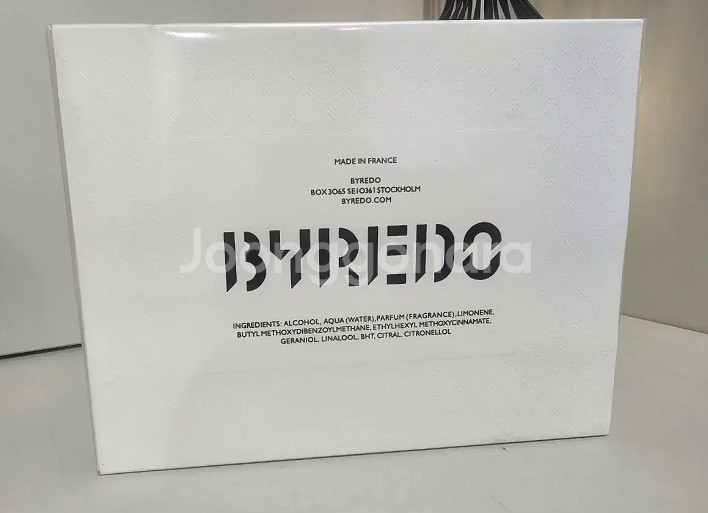 MADE IN FRANCE
BYREDO
BOX 3065 SE10361 STOCKHOLM
BYREDO.COM
BYREDO
Joonggonara
INGREDIENTS: ALCOHOL, AQUA (WATER), PARFUM (FRAGRANCE), LIMONENE,
BUTYL METHOXYDIBENZOYLMETHANE, ETHYLHEXYL METHOXYCINNAMATE,
GERANIOL, LINALOOL, BHT, CITRAL, CITRONELLOL